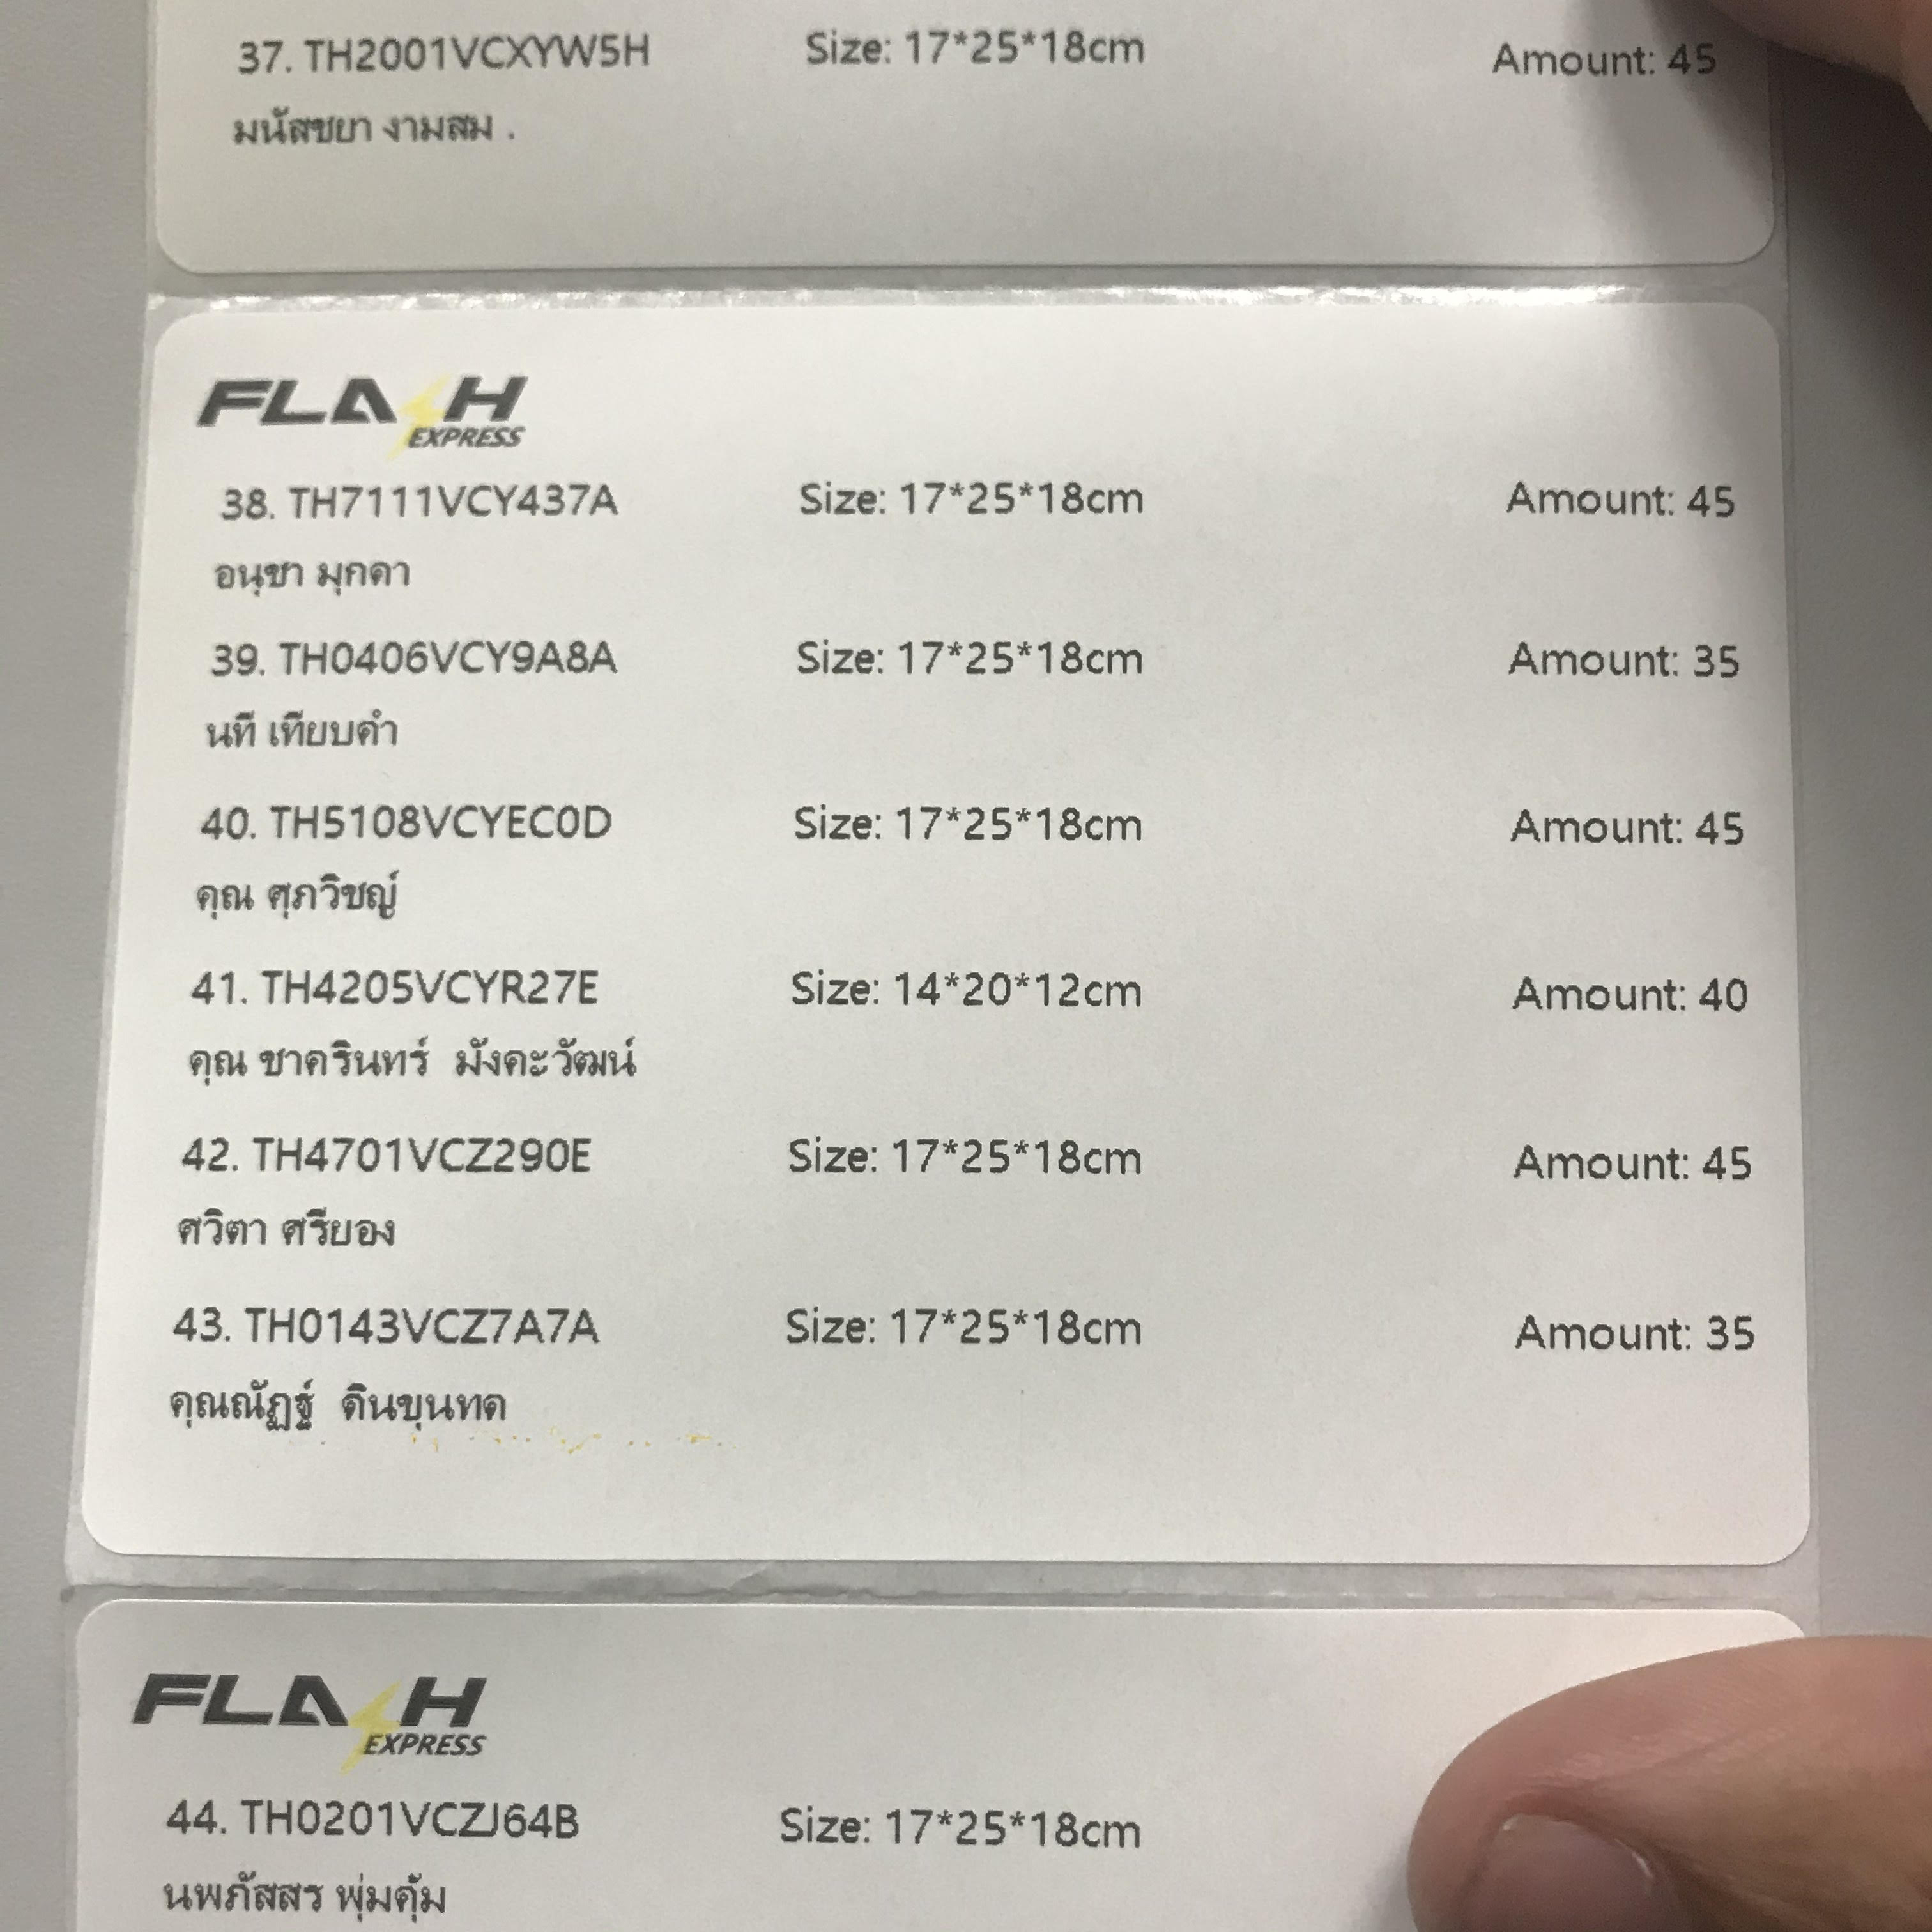 37. TH2001VCXYW5H Size: 17*25*18cm Amount: 45
มนัสชยา งามสม .
FLASH
EXPRESS
38. TH7111VCY437A Size: 17*25*18cm Amount: 45
อนุชา มุกดา
39. TH0406VCY9A8A Size: 17*25*18cm Amount: 35
นที เทียบคำ
40. TH5108VCYEC0D Size: 17*25*18cm Amount: 45
คุณ ศุภวิชญ์
41. TH4205VCYR27E Size: 14*20*12cm Amount: 40
คุณ ชาครินทร์ มังคะวัฒน์
42. TH4701VCZ290E Size: 17*25*18cm Amount: 45
ศวิตา ศรียอง
43. TH0143VCZ7A7A Size: 17*25*18cm Amount: 35
คุณณัฏฐ์ ดินขุนทด
FLASH
EXPRESS
44. TH0201VCZJ64B Size: 17*25*18cm
นพภัสสร พุ่มคุ้ม